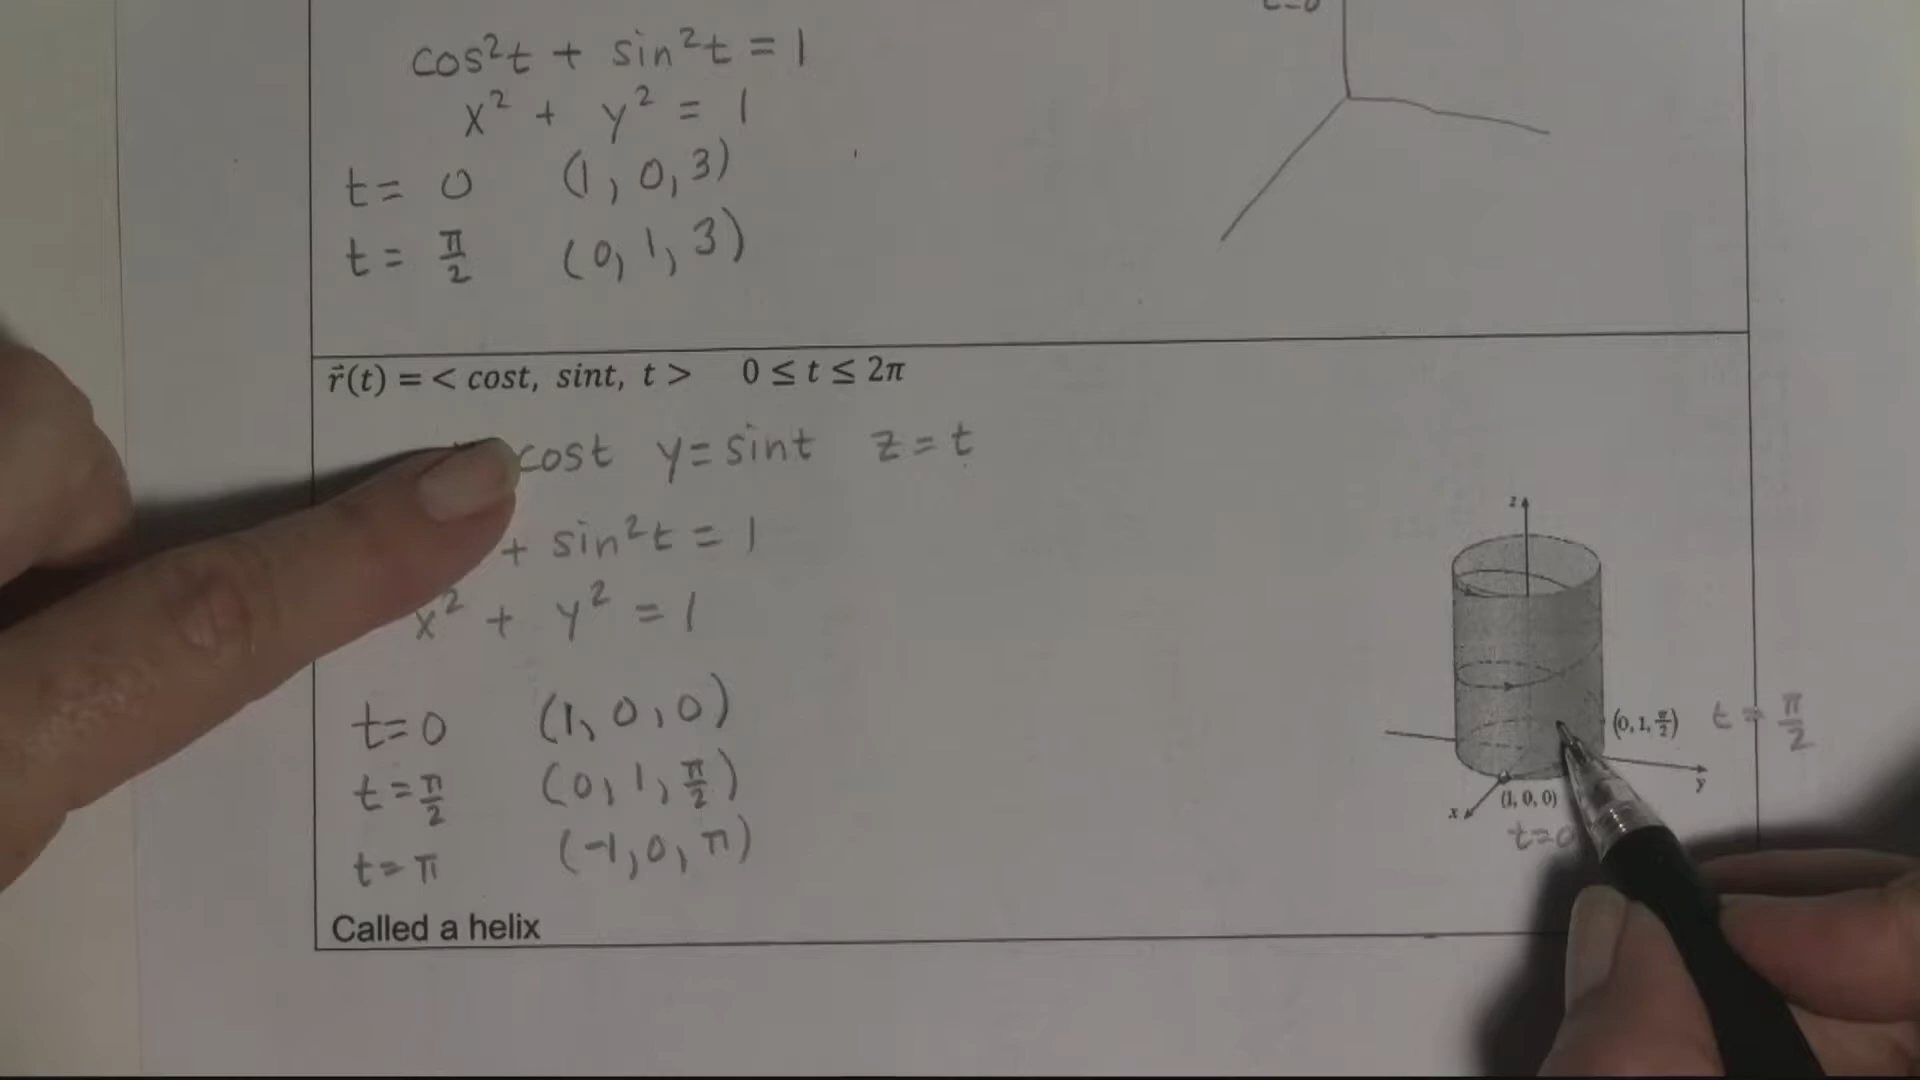 cos²t + sin²t = 1
x² + y² = 1
t = 0 (1, 0, 3)
t = π/2 (0, 1, 3)
r⃗(t) = < cost, sint, t > 0 ≤ t ≤ 2π
cost y = sint z = t
+ sin²t = 1
x² + y² = 1
t = 0 (1, 0, 0)
t = π/2 (0, 1, π/2)
t = π (-1, 0, π)
Called a helix
z
(0, 1, π/2) t = π/2
y
x (1, 0, 0)
t = 0